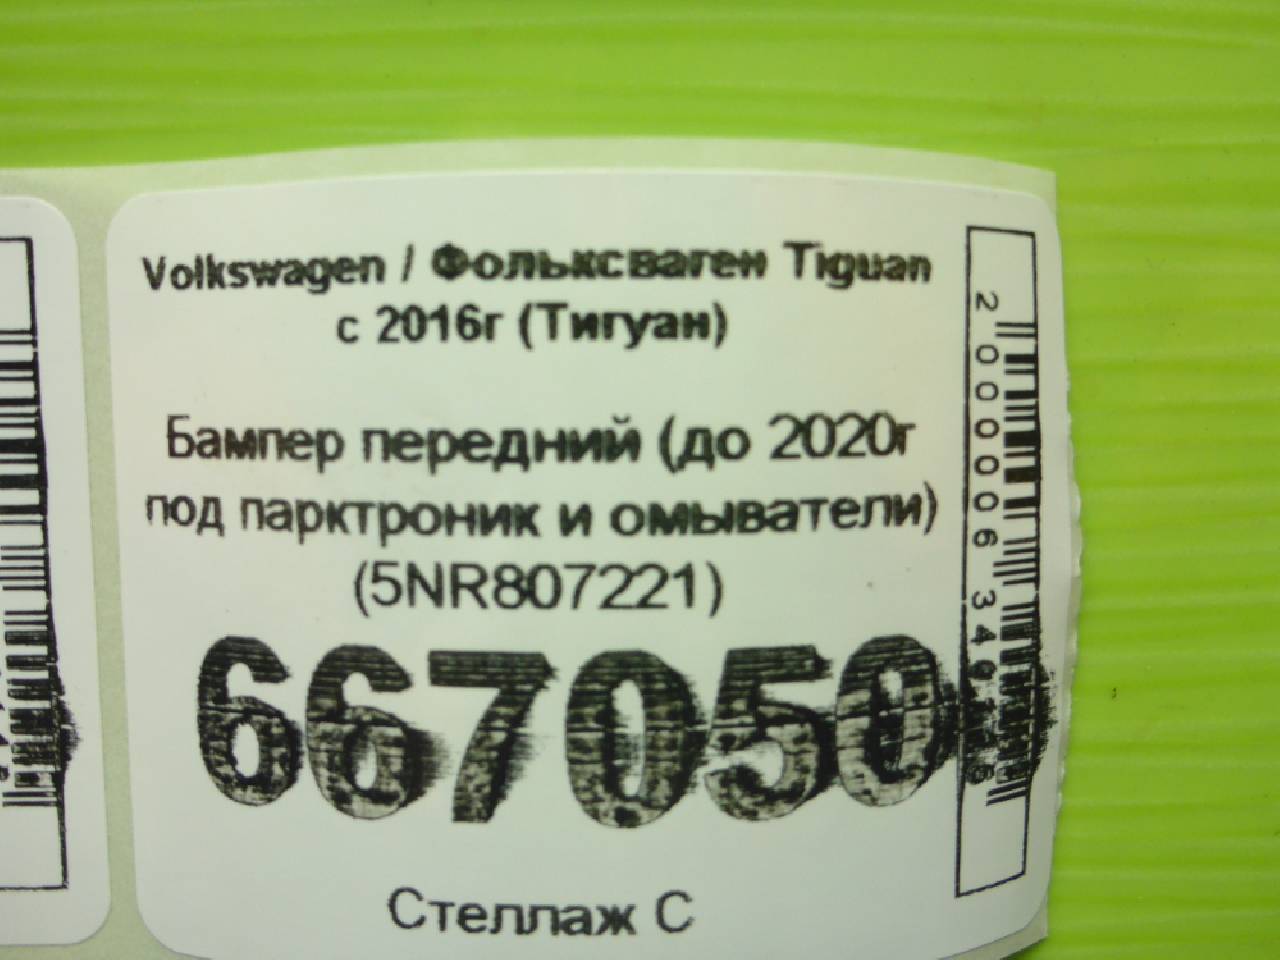 Volkswagen / Фольксваген Tiguan
с 2016г (Тигуан)
Бампер передний (до 2020г
под парктроник и омыватели)
(5NR807221)
667050
Стеллаж С